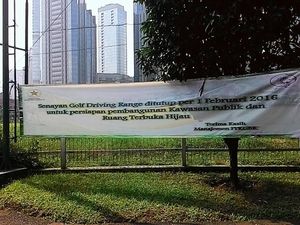 Senayan Golf Driving Range ditutup per 1 Februari 2016
untuk persiapan pembangunan Kawasan Publik dan
Ruang Terbuka Hijau
Terima Kasih,
Manajemen PPKGBK